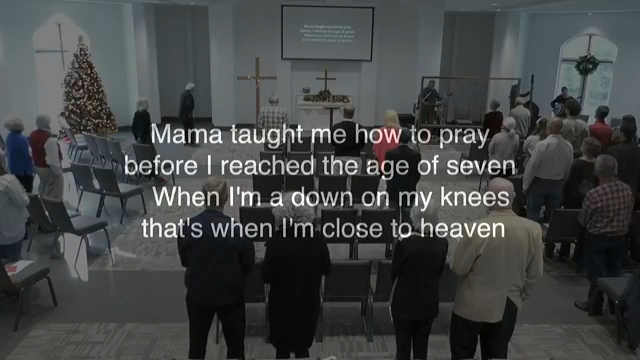 Mama taught me how to pray
before I reached the age of seven
When I'm a down on my knees
that's when I'm close to heaven